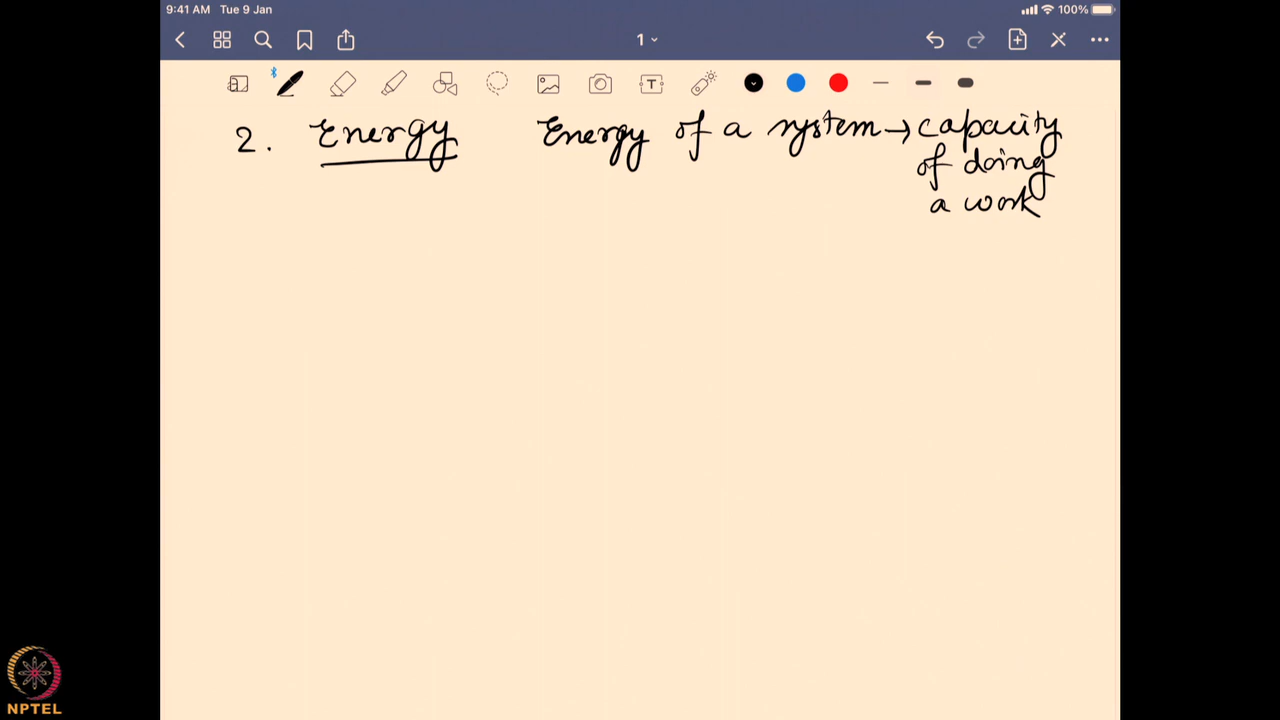 9:41 AM Tue 9 Jan
100%
1
T
2. Energy Energy of a system → capacity
of doing
a work
NPTEL